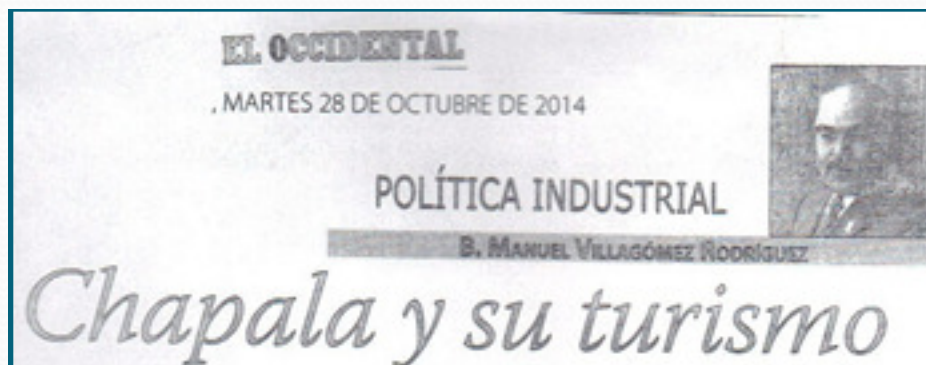 EL OCCIDENTAL
, MARTES 28 DE OCTUBRE DE 2014
POLÍTICA INDUSTRIAL
B. MANUEL VILLAGÓMEZ RODRÍGUEZ
Chapala y su turismo